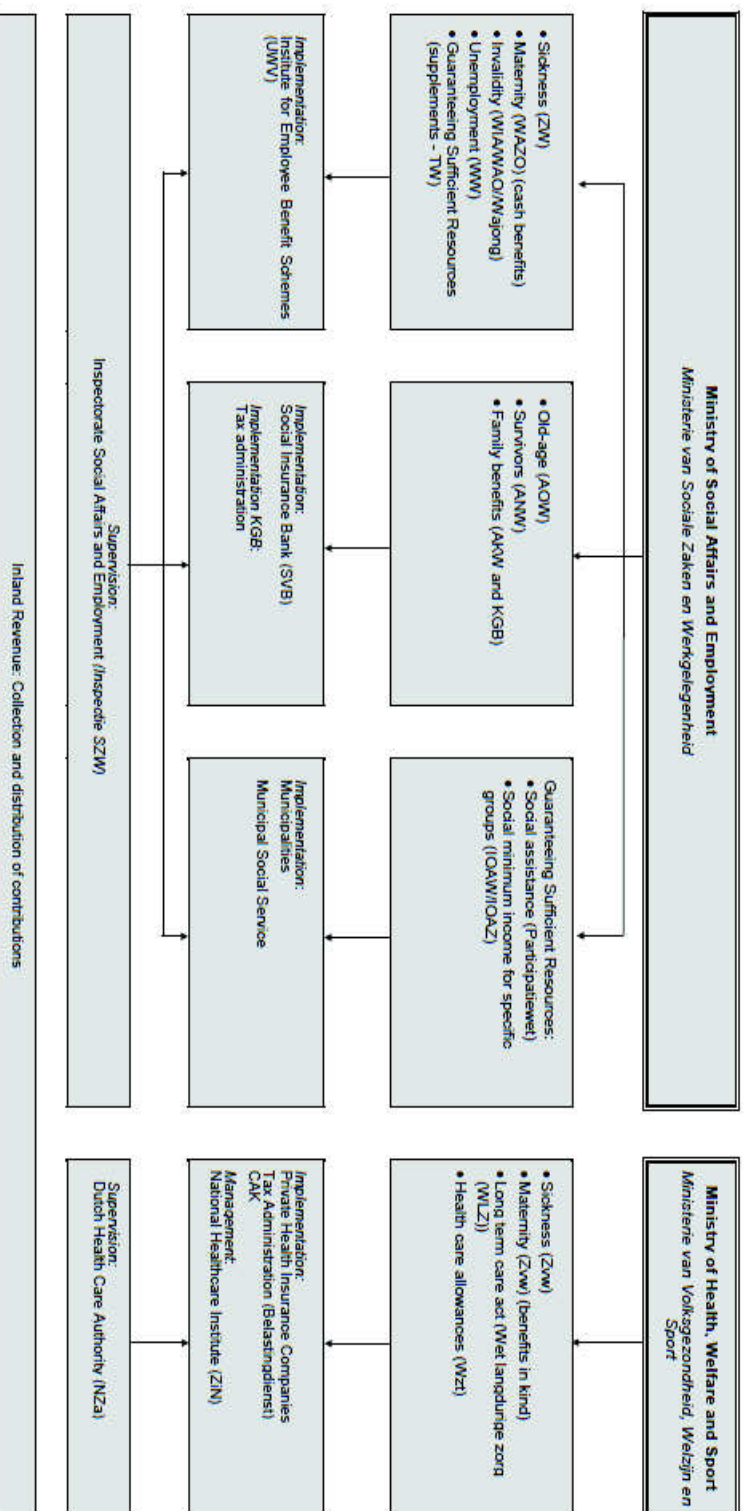 Ministry of Social Affairs and Employment
Ministerie van Sociale Zaken en Werkgelegenheid
Ministry of Health, Welfare and Sport
Ministerie van Volksgezondheid, Welzijn en
Sport
• Sickness (ZW)
• Maternity (WAZO) (cash benefits)
• Invalidity (WIA/WAO/Wajong)
• Unemployment (WW)
• Guaranteeing Sufficient Resources
(supplements - TW)
• Old-age (AOW)
• Survivors (ANW)
• Family benefits (AKW and KGB)
Guaranteeing Sufficient Resources:
• Social assistance (Participatiewet)
• Social minimum income for specific
groups (IOAW/IOAZ)
• Sickness (Zvw)
• Maternity (Zvw) (benefits in kind)
• Long term care act (Wet langdurige zorg
(WLZ))
• Health care allowances (Wzt)
Implementation:
Institute for Employee Benefit Schemes
(UWV)
Implementation:
Social Insurance Bank (SVB)
Implementation KGB:
Tax administration
Implementation:
Municipalities
Municipal Social Service
Implementation:
Private Health Insurance Companies
Tax Administration (Belastingdienst)
CAK
Management:
National Healthcare Institute (ZiN)
Supervision:
Inspectorate Social Affairs and Employment (Inspectie SZW)
Supervision:
Dutch Health Care Authority (NZa)
Inland Revenue: Collection and distribution of contributions